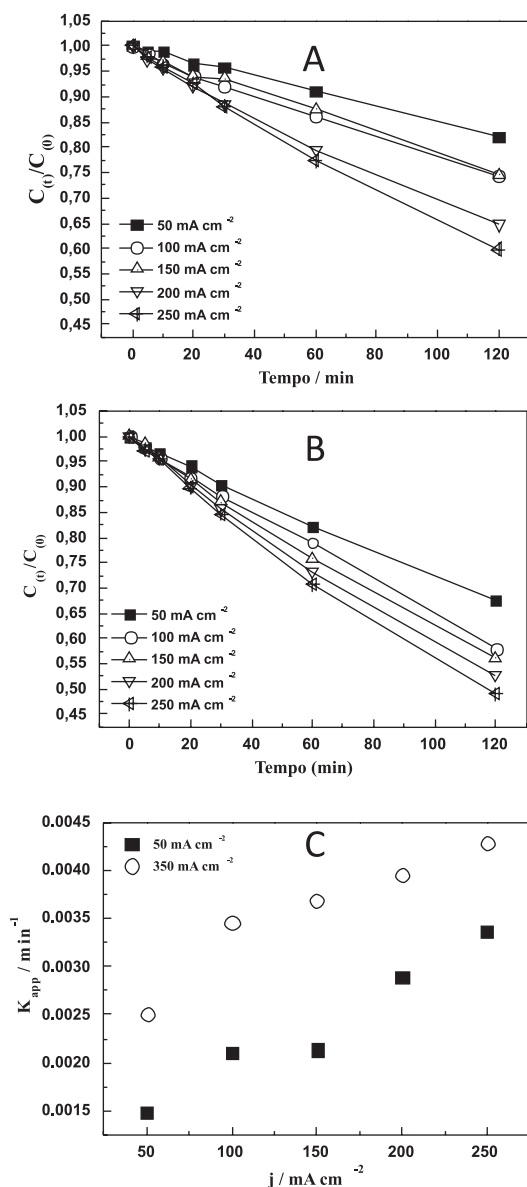 A
1,05
1,00
0,95
0,90
0,85
0,80
0,75
0,70
0,65
0,60
0,55
0,50
0,45
C(t)/C(0)
50 mA cm -2
100 mA cm -2
150 mA cm -2
200 mA cm -2
250 mA cm -2
0 20 40 60 80 100 120
Tempo / min
B
1,05
1,00
0,95
0,90
0,85
0,80
0,75
0,70
0,65
0,60
0,55
0,50
0,45
C(t)/C(0)
50 mA cm -2
100 mA cm -2
150 mA cm -2
200 mA cm -2
250 mA cm -2
0 20 40 60 80 100 120
Tempo (min)
C
0.0045
0.0040
0.0035
0.0030
0.0025
0.0020
0.0015
Kapp / min-1
50 mA cm -2
350 mA cm -2
50 100 150 200 250
j / mA cm -2